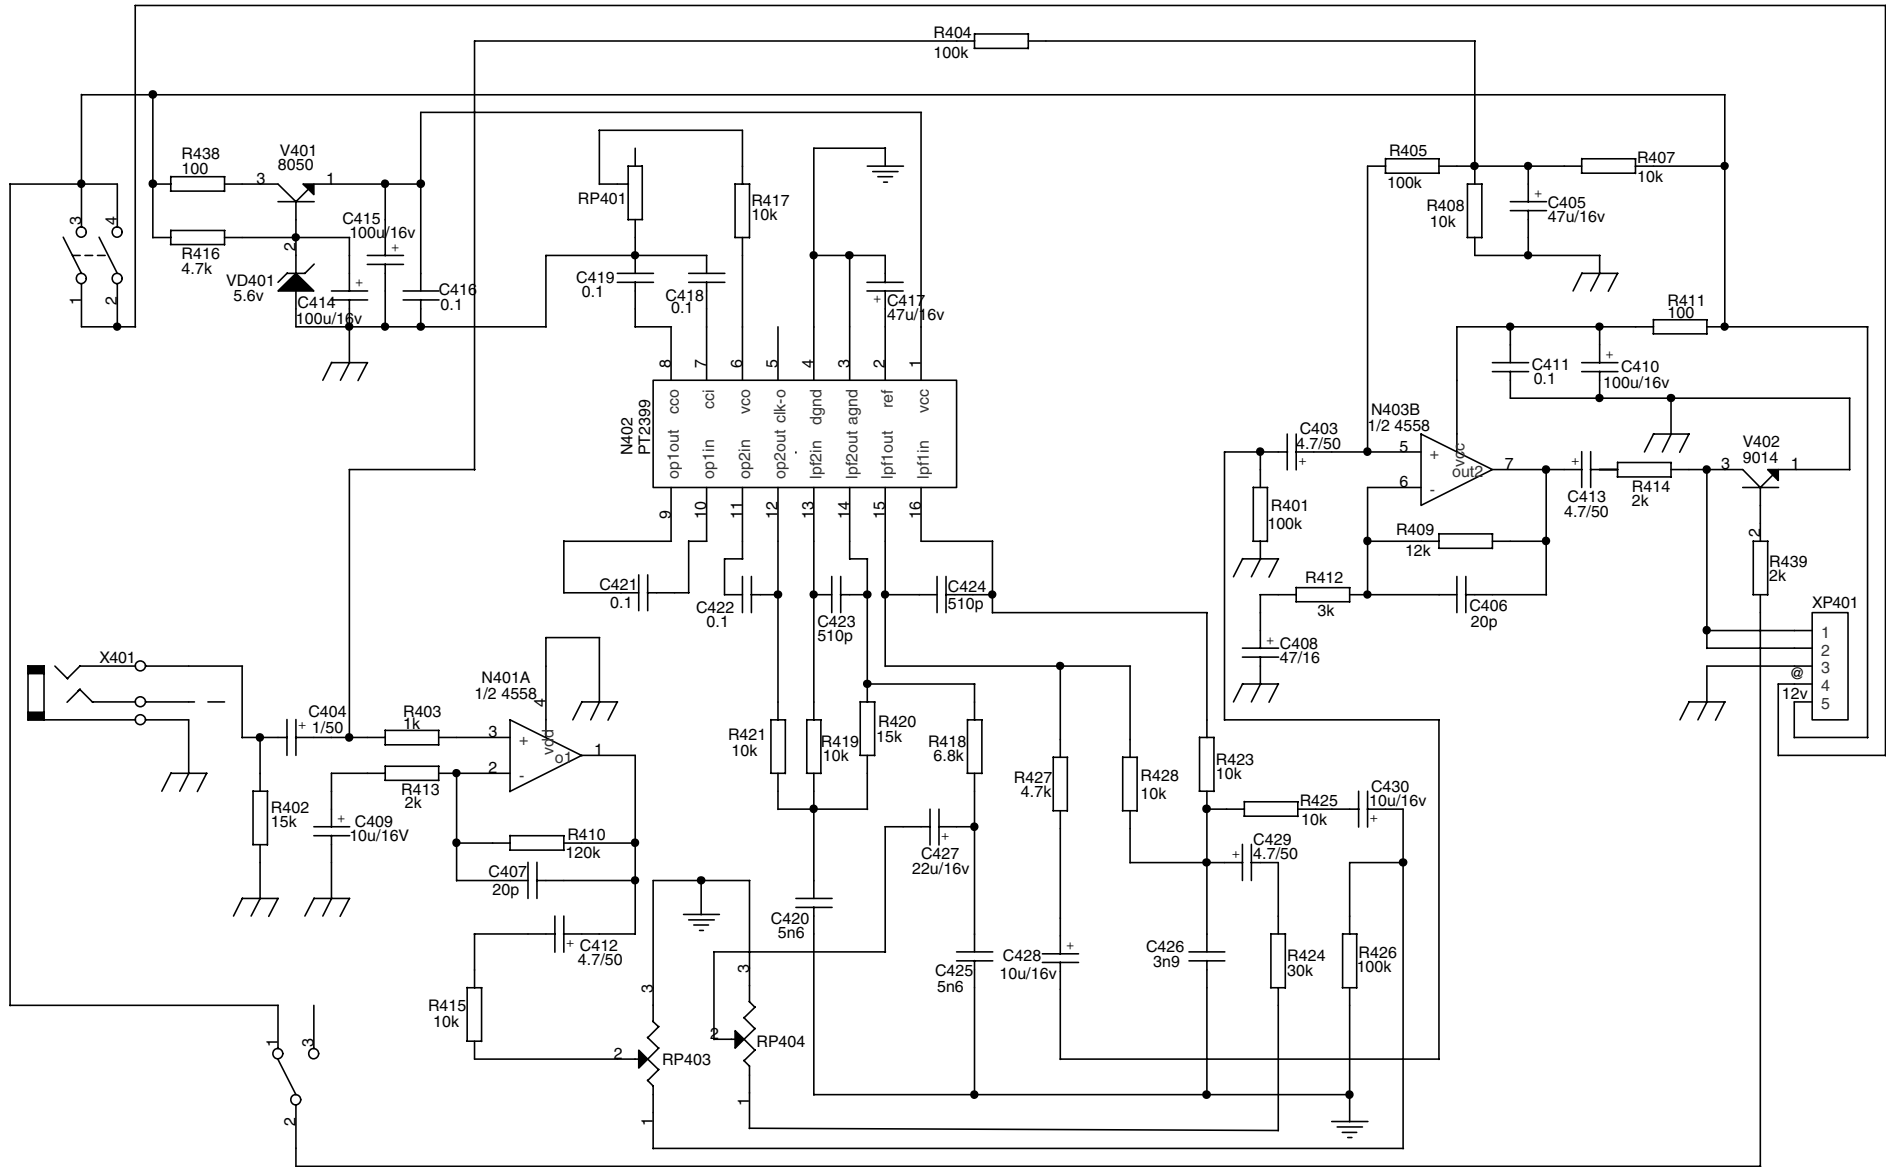 R404
100k
R438
100
V401
8050
3
1
R416
4.7k
2
VD401
5.6v
C415
100u/16v
+
C414
100u/16v
+
C416
0.1
3
4
1
2
RP401
R417
10k
C419
0.1
C418
0.1
C417
47u/16v
+
8
7
6
5
4
3
2
1
N402
PT2399
cco
cci
vco
clk-o
dgnd
agnd
ref
vcc
op1out
op1in
op2in
op2out
lpf2in
lpf2out
lpf1out
lpf1in
9
10
11
12
13
14
15
16
C421
0.1
C422
0.1
C423
510p
C424
510p
R405
100k
R407
10k
R408
10k
+
C405
47u/16v
R411
100
C411
0.1
+
C410
100u/16v
N403B
1/2 4558
C403
4.7/50
+
5
6
+
-
vcc
out2
7
R401
100k
R409
12k
R412
3k
C406
20p
+
C408
47/16
+
C413
4.7/50
R414
2k
V402
9014
3
1
2
R439
2k
XP401
1
2
3
4
5
@
12v
X401
C404
+ 1/50
R403
1k
R413
2k
R402
15k
+
C409
10u/16V
N401A
1/2 4558
4
3
2
+
-
vdd
o1
1
R410
120k
C407
20p
C412
+
4.7/50
R415
10k
2
3
1
RP403
2
3
1
RP404
R421
10k
R419
10k
R420
15k
R418
6.8k
C427
+
22u/16v
C420
5n6
C425
5n6
R427
4.7k
R428
10k
C428
10u/16v
+
R423
10k
R425
10k
C430
10u/16v
+
C429
+ 4.7/50
C426
3n9
R424
30k
R426
100k
1
3
2